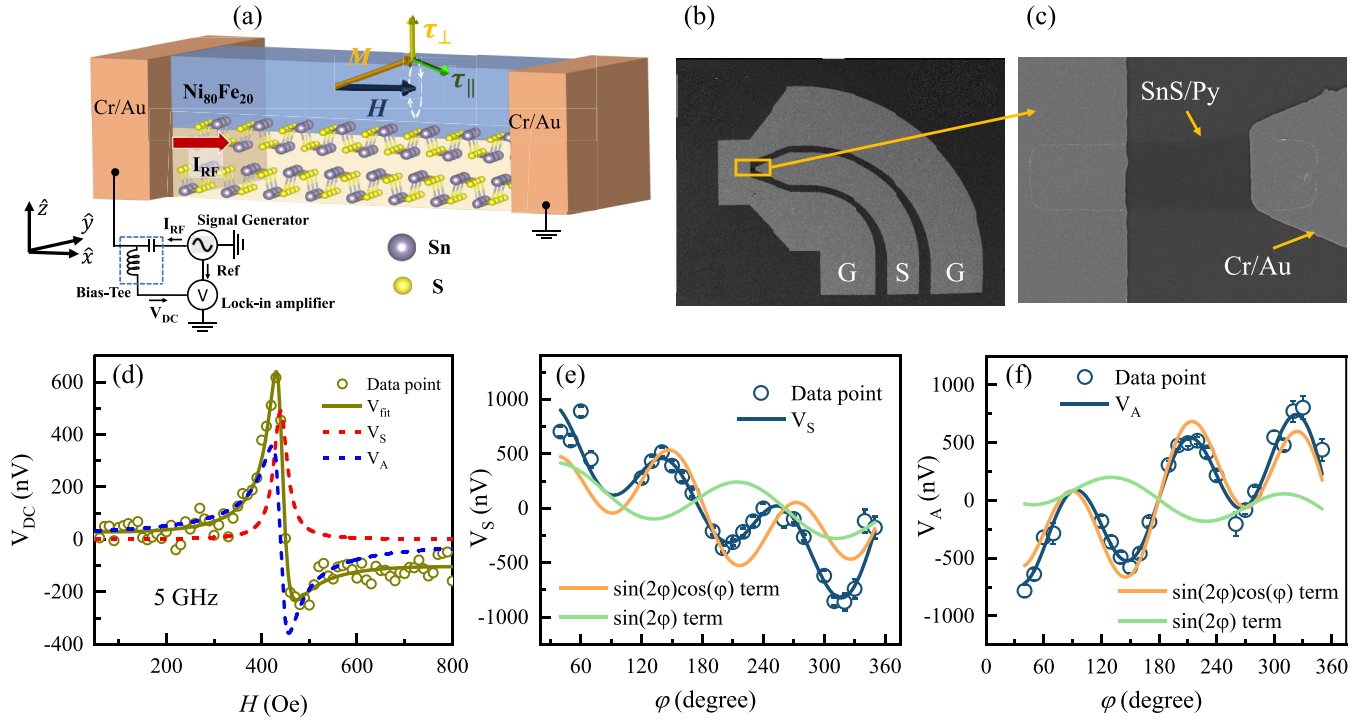 (a)
τ⊥
M
τ∥
H
Ni80Fe20
Cr/Au
Cr/Au
IRF
ẑ
ŷ
x̂
IRF
Signal Generator
Ref
Bias-Tee
V
Lock-in amplifier
VDC
Sn
S
(b)
G S G
(c)
SnS/Py
Cr/Au
(d)
Data point
Vfit
VS
VA
5 GHz
VDC (nV)
600
400
200
0
-200
-400
200 400 600 800
H (Oe)
(e)
Data point
VS
VS (nV)
1000
500
0
-500
-1000
sin(2φ)cos(φ) term
sin(2φ) term
0 60 120 180 240 300 360
φ (degree)
(f)
Data point
VA
VA (nV)
1000
500
0
-500
-1000
sin(2φ)cos(φ) term
sin(2φ) term
0 60 120 180 240 300 360
φ (degree)